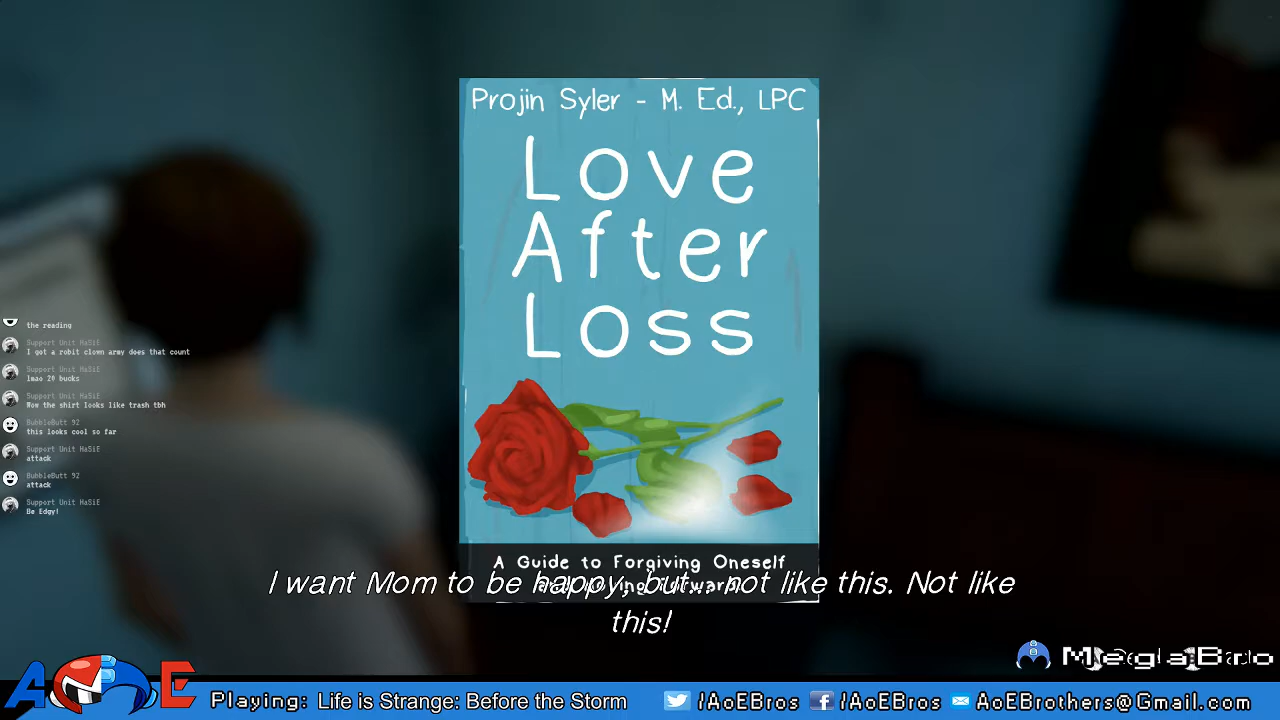 Projin Syler - M. Ed., LPC
Love
After
Loss
A Guide to Forgiving Oneself
I want Mom to be happy, but... not like this. Not like
this!
the reading
Support Unit HaSiE
I got a robit clown army does that count
Support Unit HaSiE
lmao 20 bucks
Support Unit HaSiE
Wow the shirt looks like trash tbh
BubbleButt 92
this looks cool so far
Support Unit HaSiE
attack
BubbleButt 92
attack
Support Unit HaSiE
Be Edgy!
MegaBro
AOE
Playing: Life is Strange: Before the Storm
/AoEBros
/AoEBros
AoEBrothers@Gmail.com